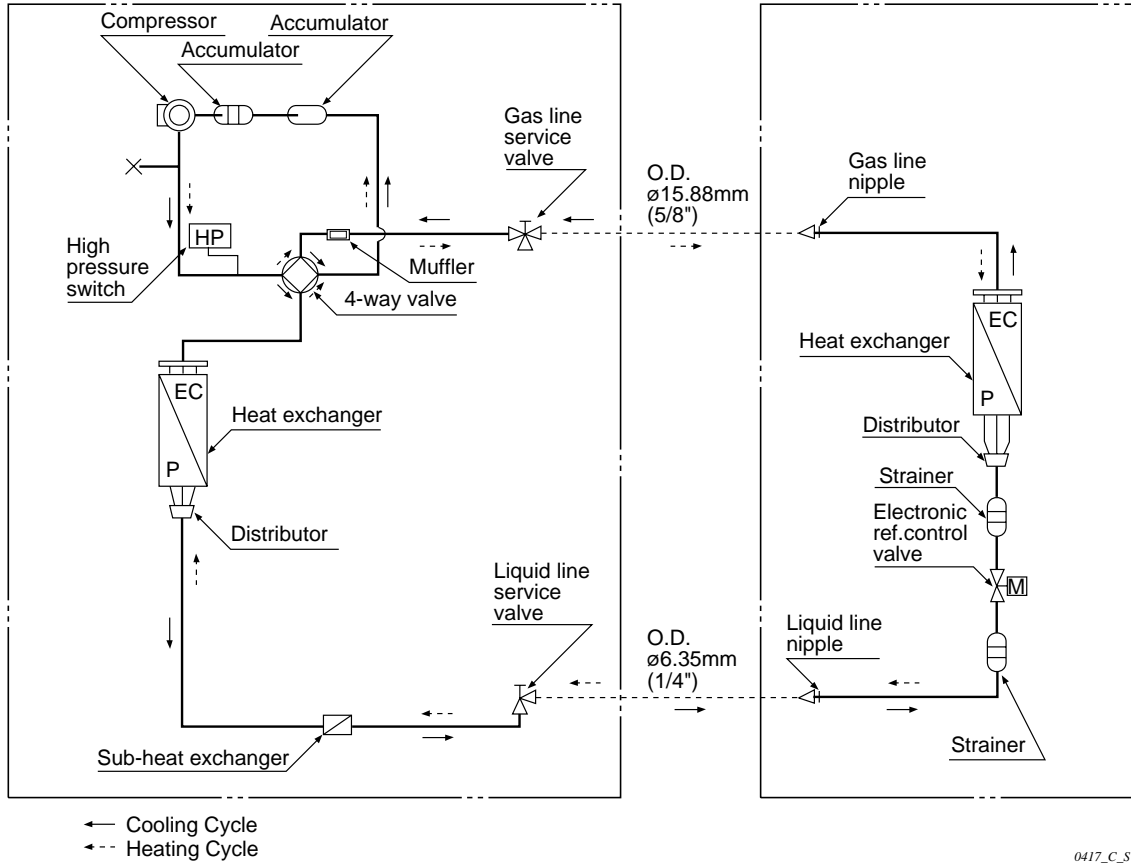 Compressor
Accumulator
Accumulator
Gas line
service
valve
O.D.
ø15.88mm
(5/8")
Gas line
nipple
HP
High
pressure
switch
Muffler
4-way valve
EC
P
Heat exchanger
Distributor
Liquid line
service
valve
Sub-heat exchanger
O.D.
ø6.35mm
(1/4")
EC
Heat exchanger
P
Distributor
Strainer
Electronic
ref.control
valve
M
Liquid line
nipple
Strainer
Cooling Cycle
Heating Cycle
0417_C_S